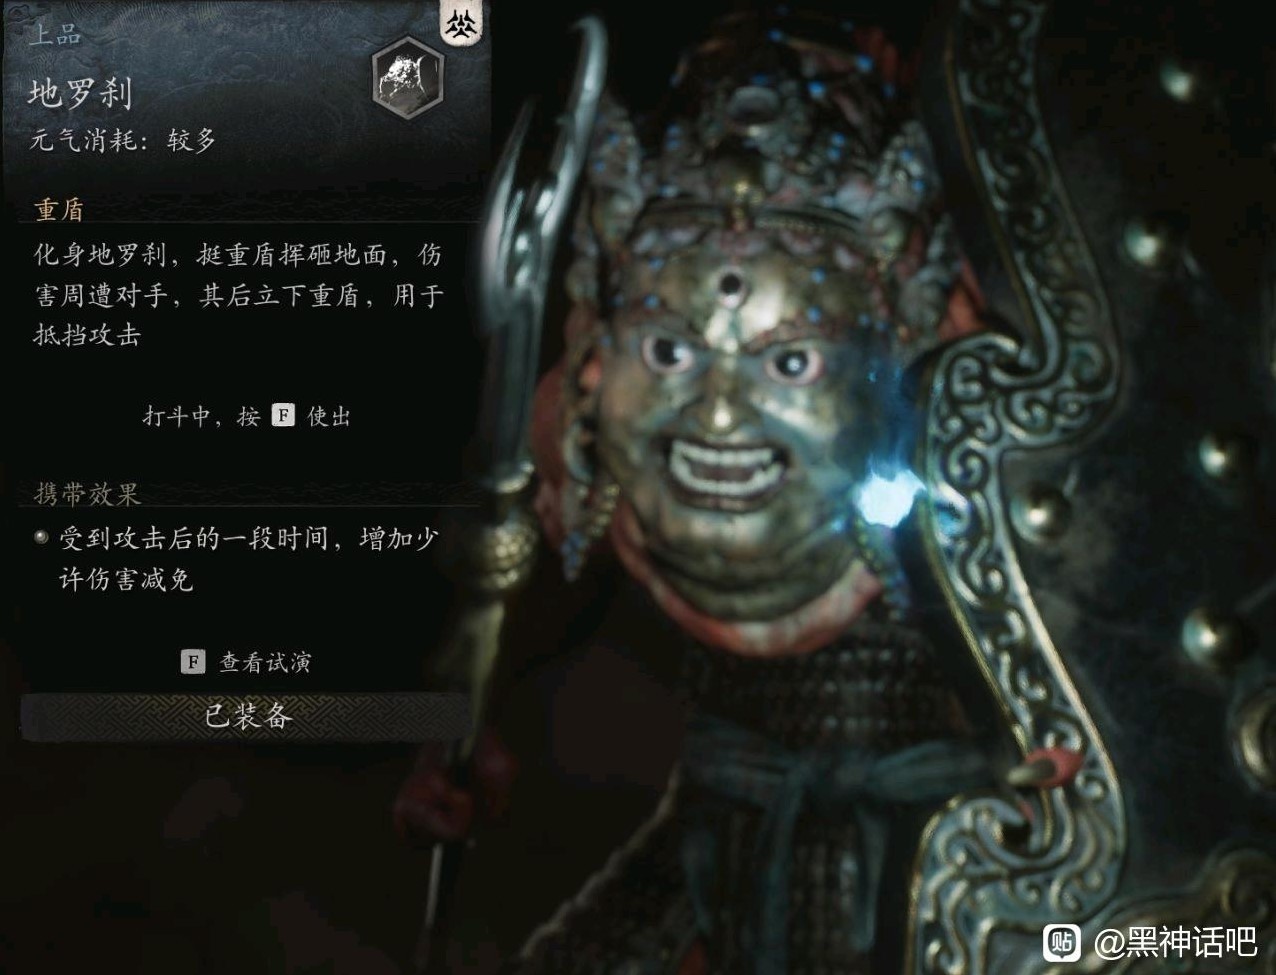 上品
地罗刹
元气消耗：较多
重盾
化身地罗刹，挺重盾挥砸地面，伤
害周遭对手，其后立下重盾，用于
抵挡攻击
打斗中，按 F 使出
携带效果
受到攻击后的一段时间，增加少
许伤害减免
F 查看试演
已装备
贴 @黑神话吧